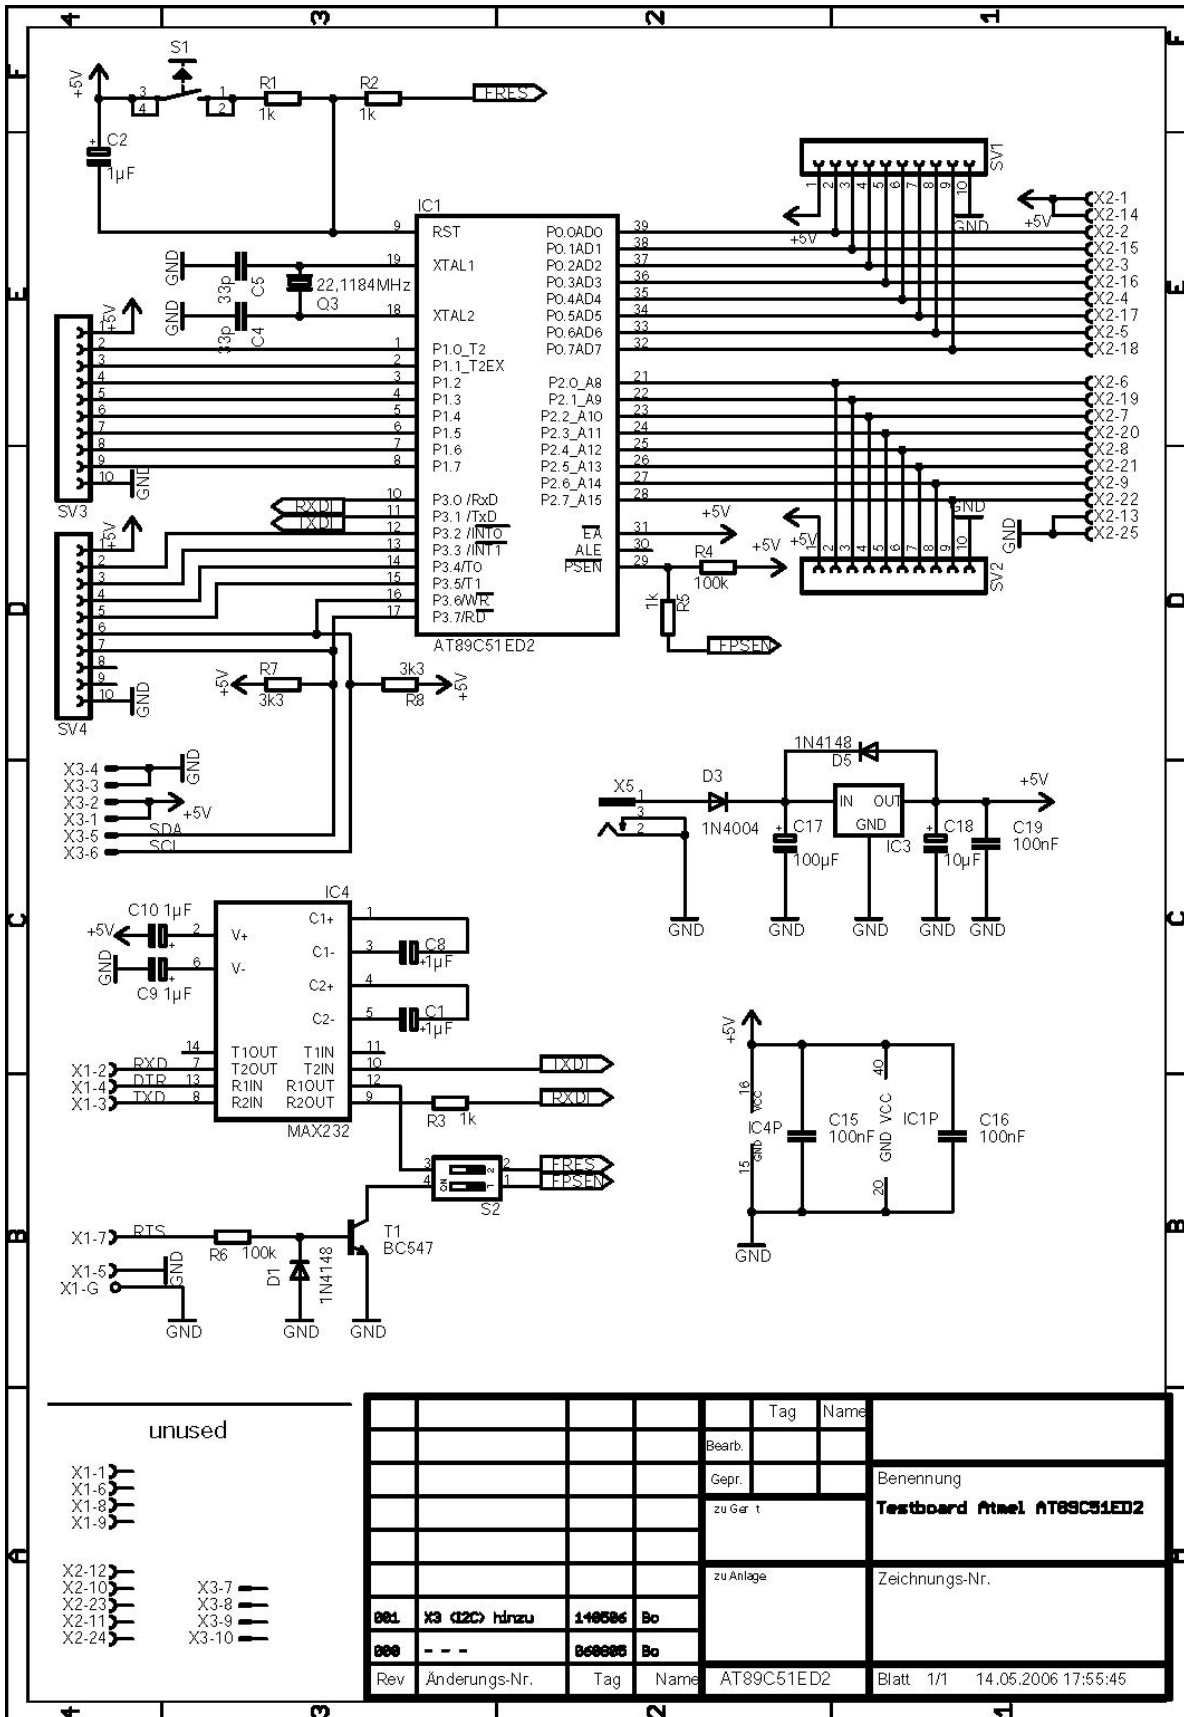 4 3 2 1
F
S1
+5V
3 1
4 2
R1
1k
R2
1k
FRES
C2
1µF
SV1
1 2 3 4 5 6 7 8 9 10
+5V
GND
+5V
X2-1
X2-14
X2-2
X2-15
X2-3
X2-16
X2-4
X2-17
X2-5
X2-18
X2-6
X2-19
X2-7
X2-20
X2-8
X2-21
X2-9
X2-22
X2-13
X2-25
IC1
9 RST
19 XTAL1
18 XTAL2
1 P1.0_T2
2 P1.1_T2EX
3 P1.2
4 P1.3
5 P1.4
6 P1.5
7 P1.6
8 P1.7
10 P3.0 /RxD
11 P3.1 /TxD
12 P3.2 /INT0
13 P3.3 /INT1
14 P3.4/T0
15 P3.5/T1
16 P3.6/WR
17 P3.7/RD
P0.0AD0 39
P0.1AD1 38
P0.2AD2 37
P0.3AD3 36
P0.4AD4 35
P0.5AD5 34
P0.6AD6 33
P0.7AD7 32
P2.0_A8 21
P2.1_A9 22
P2.2_A10 23
P2.3_A11 24
P2.4_A12 25
P2.5_A13 26
P2.6_A14 27
P2.7_A15 28
EA 31
ALE 30
PSEN 29
AT89C51ED2
E
GND
33p
C5
GND
33p
C4
22,1184MHz
Q3
+5V
1
2
3
4
5
6
7
8
9
10
GND
SV3
RXDI
TXDI
+5V
1
2
3
4
5
6
7
8
9
10
GND
SV4
D
+5V
R4
100k
+5V
1k
R5
FPSEN
GND
+5V
GND
1 2 3 4 5 6 7 8 9 10
SV2
+5V
R7
3k3
3k3
R8
+5V
X3-4
X3-3
X3-2
X3-1
X3-5
X3-6
GND
+5V
SDA
SCL
X5
1
3
2
D3
1N4004
1N4148
D5
IN OUT
GND
IC3
C17
100µF
C18
10µF
C19
100nF
+5V
GND
GND
GND
GND
GND
C
IC4
C10 1µF
+5V
2 V+
GND
6 V-
C9 1µF
C1+ 1
C1- 3
C8
1µF
C2+ 4
C2- 5
C1
1µF
14 T1OUT T1IN 11
7 T2OUT T2IN 10
13 R1IN R1OUT 12
8 R2IN R2OUT 9
MAX232
X1-2 RXD
X1-4 DTR
X1-3 TXD
TXDI
RXDI
R3 1k
3 2
4 1
ON
1 2
S2
FRES
FPSEN
+5V
16
VCC
IC4P
GND
15
C15
100nF
40
VCC
IC1P
GND
20
C16
100nF
GND
B
X1-7 RTS
R6 100k
D1
1N4148
T1
BC547
X1-5
X1-G
GND
GND
GND
GND
unused
X1-1
X1-6
X1-8
X1-9
X2-12
X2-10
X2-23
X2-11
X2-24
X3-7
X3-8
X3-9
X3-10
A
Tag Name
Bearb.
Gepr.
zu Ger t
zu Anlage
Benennung
Testboard Atmel AT89C51ED2
Zeichnungs-Nr.
001 X3 (I2C) hinzu 140506 Bo
000 - - - 060805 Bo
Rev Änderungs-Nr. Tag Name
AT89C51ED2
Blatt 1/1 14.05.2006 17:55:45
4 3 2 1